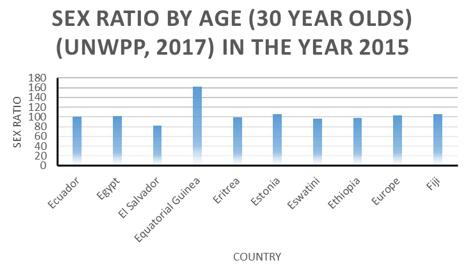 SEX RATIO BY AGE (30 YEAR OLDS)
(UNWPP, 2017) IN THE YEAR 2015
SEX RATIO
180
160
140
120
100
80
60
40
20
0
Ecuador
Egypt
El Salvador
Equatorial Guinea
Eritrea
Estonia
Eswatini
Ethiopia
Europe
Fiji
COUNTRY